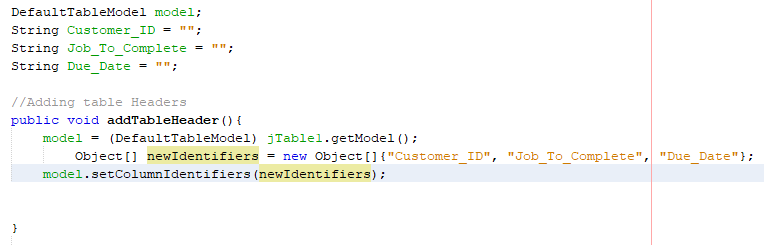 DefaultTableModel model;
String Customer_ID = "";
String Job_To_Complete = "";
String Due_Date = "";
//Adding table Headers
public void addTableHeader(){
model = (DefaultTableModel) jTable1.getModel();
Object[] newIdentifiers = new Object[]{"Customer_ID", "Job_To_Complete", "Due_Date"};
model.setColumnIdentifiers(newIdentifiers);
}